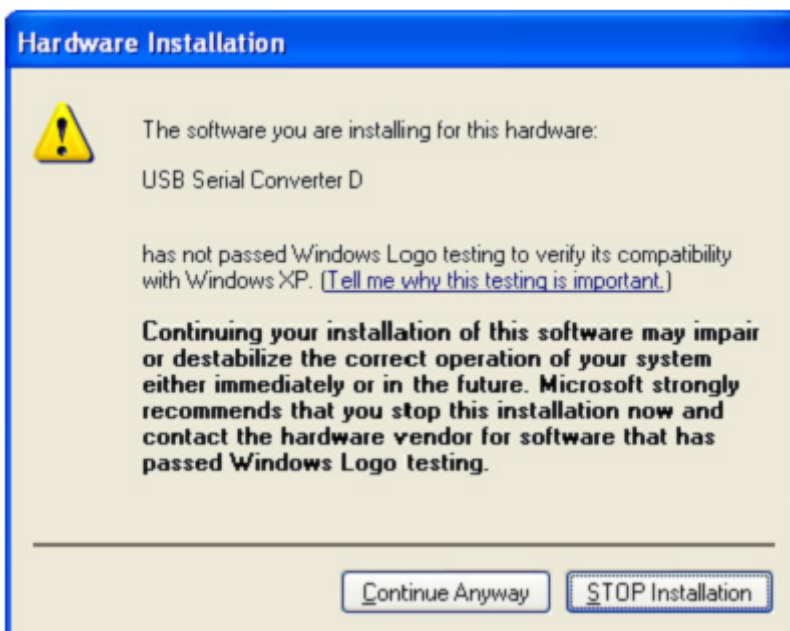 Hardware Installation
The software you are installing for this hardware:
USB Serial Converter D
has not passed Windows Logo testing to verify its compatibility
with Windows XP. (Tell me why this testing is important.)
Continuing your installation of this software may impair
or destabilize the correct operation of your system
either immediately or in the future. Microsoft strongly
recommends that you stop this installation now and
contact the hardware vendor for software that has
passed Windows Logo testing.
Continue Anyway
STOP Installation